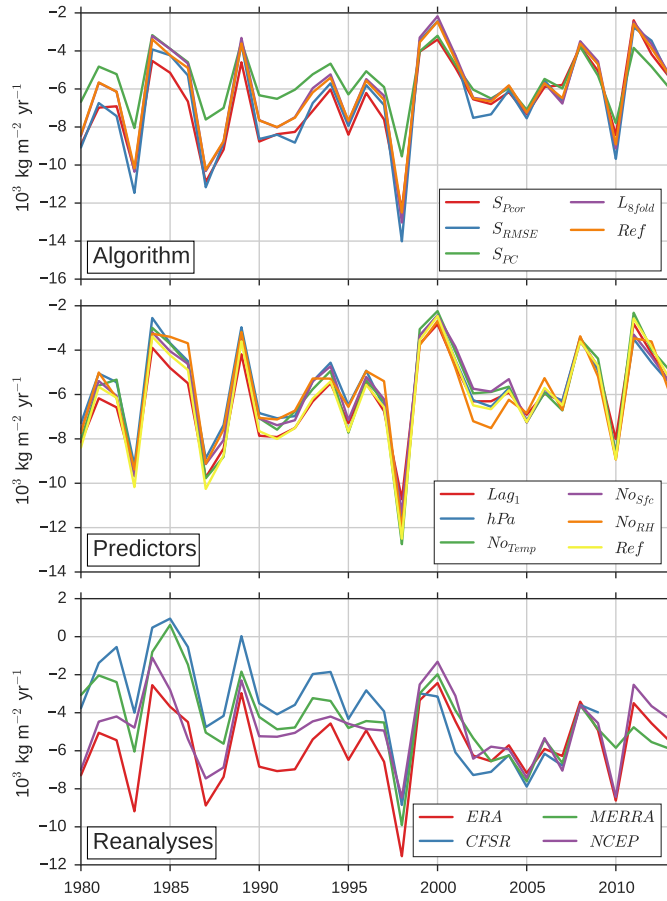 −2
−4
−6
−8
−10
−12
−14
−16
10³ kg m⁻² yr⁻¹
S_Pcor
S_RMSE
S_PC
L_8fold
Ref
Algorithm
−2
−4
−6
−8
−10
−12
−14
10³ kg m⁻² yr⁻¹
Lag₁
hPa
No_Temp
No_Sfc
No_RH
Ref
Predictors
2
0
−2
−4
−6
−8
−10
−12
10³ kg m⁻² yr⁻¹
ERA
CFSR
MERRA
NCEP
Reanalyses
1980 1985 1990 1995 2000 2005 2010